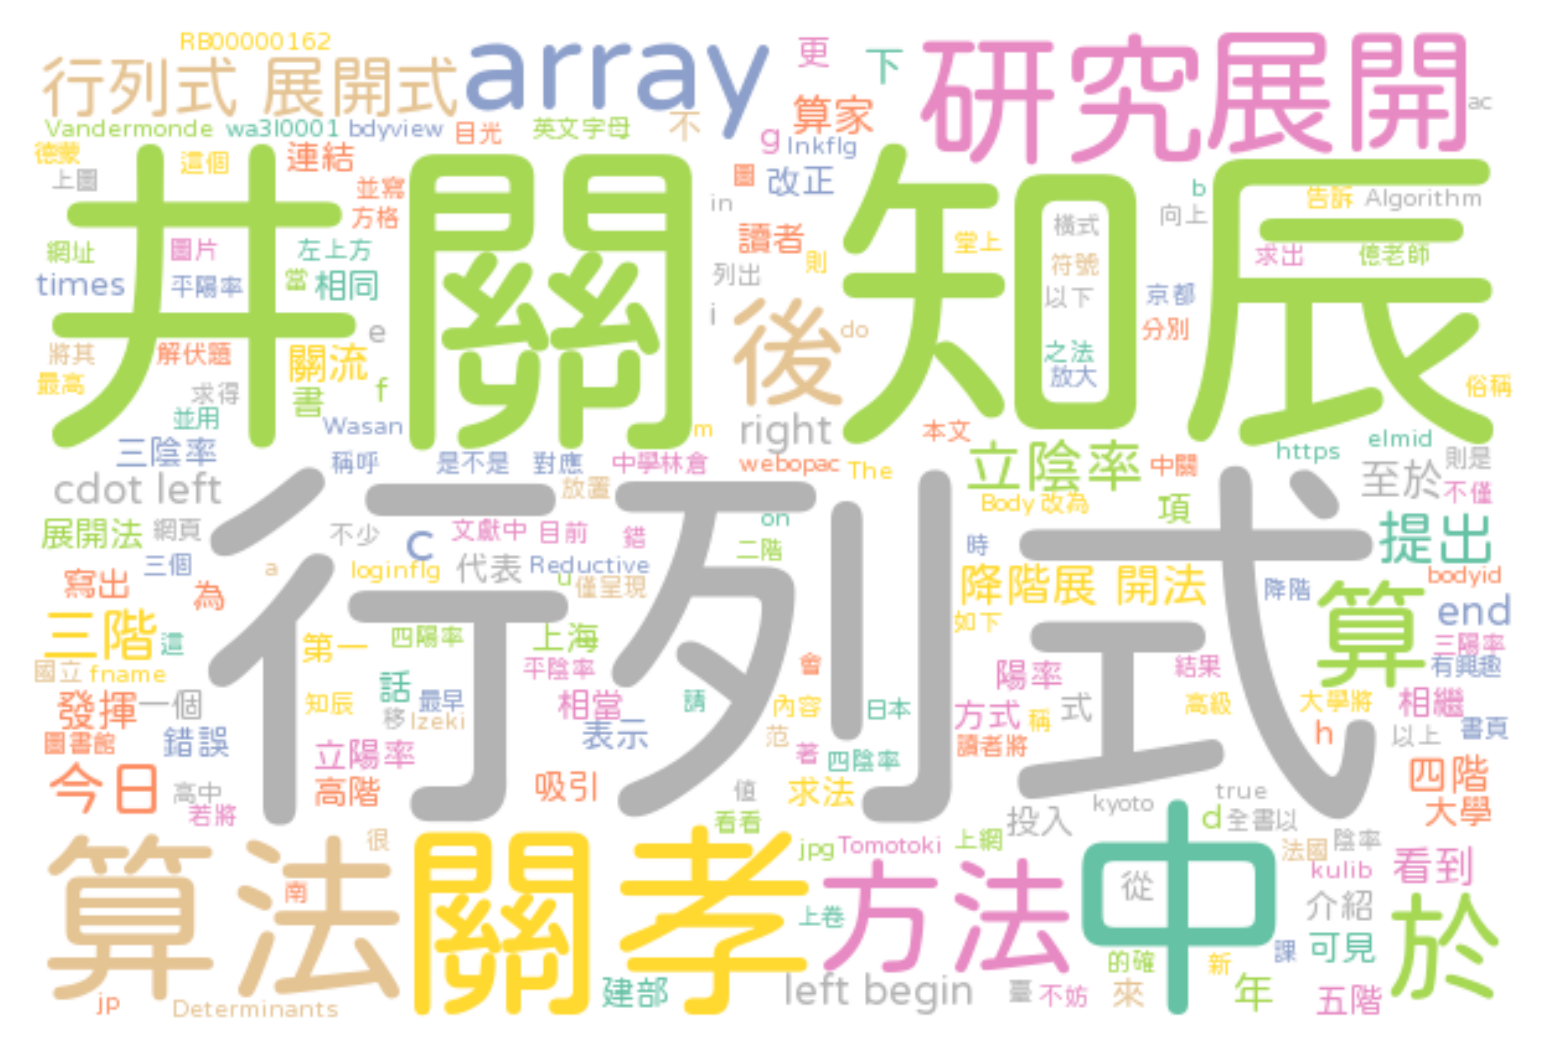 RB00000162
行列式 展開式
array
更
下
研究
展開
ac
Vandermonde
wa3l0001
bdyview
目光
英文字母
不
g
算家
lnkflg
德蒙
這個
連結
上圖
並寫
圖
改正
b
告訴
Algorithm
方格
in
橫式
向上
井關
知辰
網址
圖片
左上方
讀者
堂上
求出
億老師
times
平陽率
當
相同
列出
則
符號
以下
京都
e
i
後
do
分別
將其
解伏題
關流
之法
最高
求得
書
f
放大
俗稱
並用
Wasan
m
right
本文
三陰率
稱呼
是不是
對應
中學林倉
webopac
The
立陰率
中關
https
elmid
則是
cdot left
放置
Body
改為
至於
不僅
行列式
展開法
網頁
不少
c
文獻中
目前
錯
on
項
提出
三個
a
loginflg
代表
Reductive
二階
時
寫出
為
u
僅呈現
降階展 開法
降階
bodyid
算
end
三階
這
第一
四陽率
上海
如下
三陽率
國立
fname
平陰率
會
陽率
結果
有興趣
發揮
一個
知辰
話
最早
相當
請
內容
日本
方式
稱
式
高級
大學將
相繼
移
Izeki
圖書館
錯誤
立陽率
表示
范
著
四陰率
讀者將
h
以上
書頁
今日
高中
高階
吸引
值
求法
kyoto
true
四階
若將
看看
投入
d
全書以
大學
算法
很
關孝
jpg
Tomotoki
上網
中
法國
陰率
南
方法
從
kulib
看到
上卷
介紹
於
建部
left begin
的確
新
課
可見
jp
Determinants
臺
不妨
來
年
五階